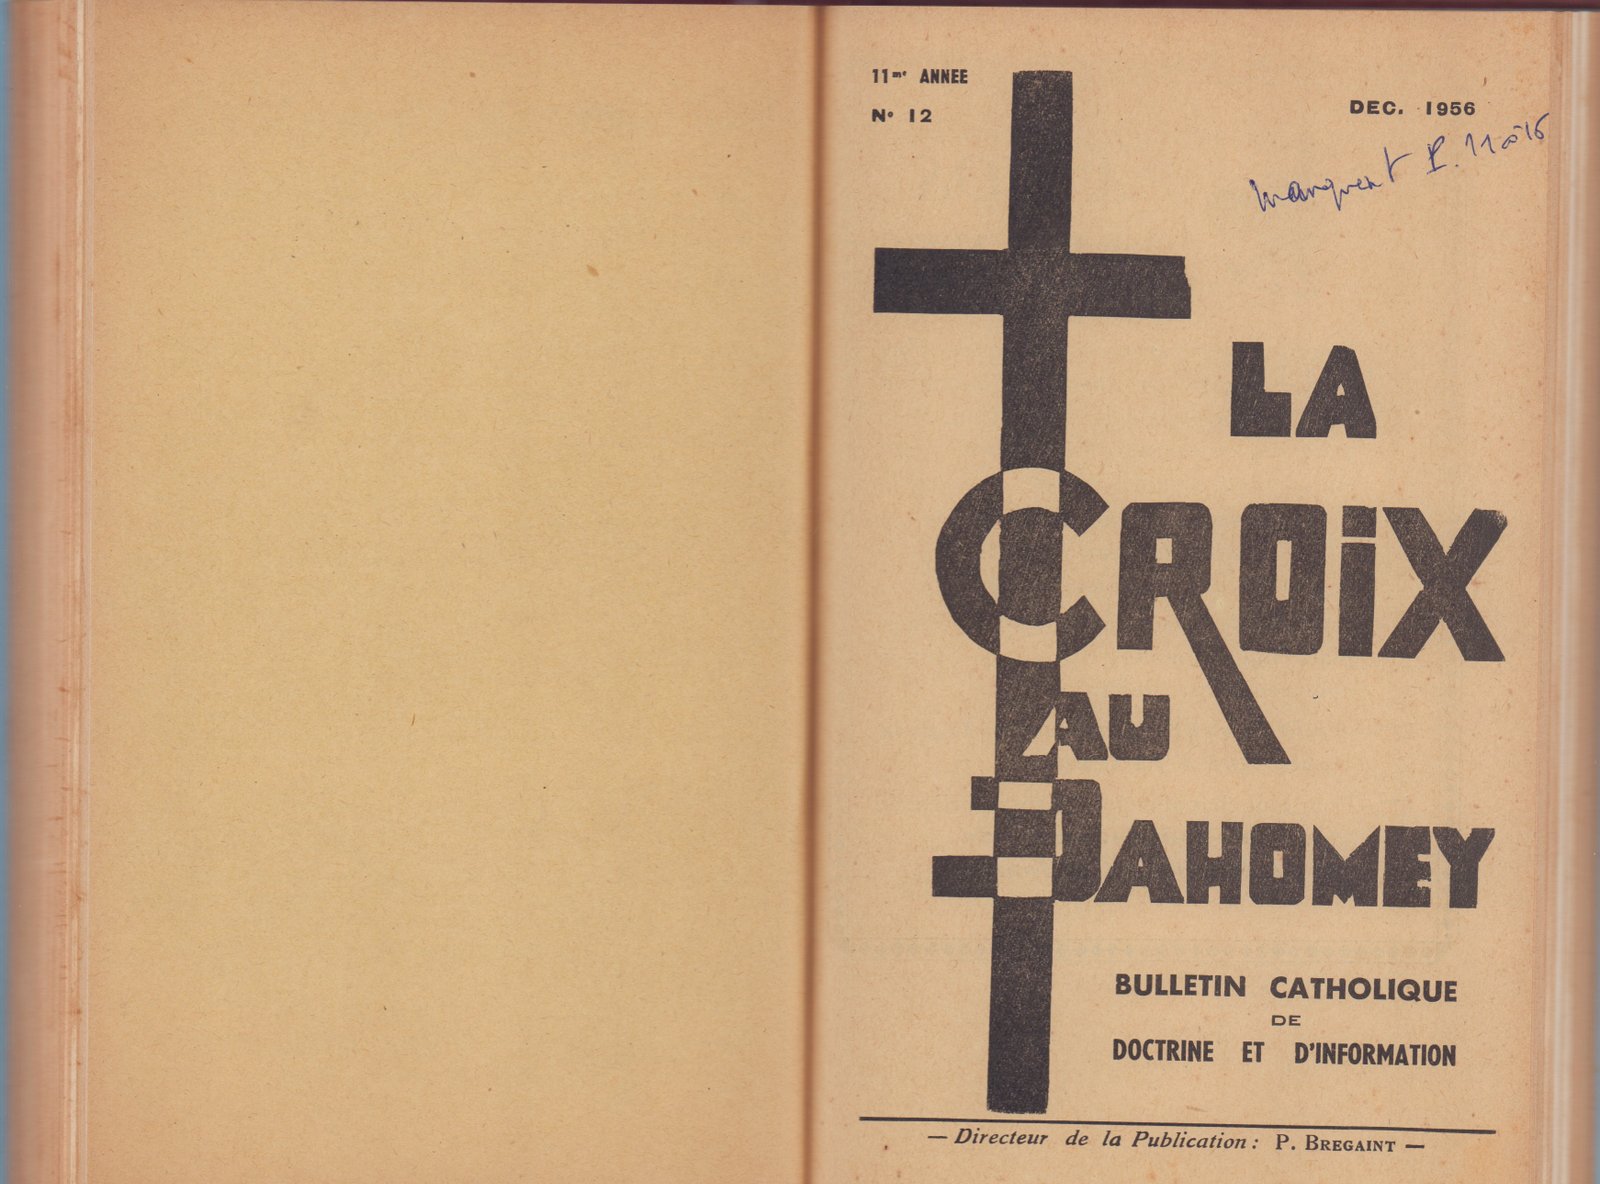 11me ANNEE
No 12
DEC. 1956
manquent P. 11 à 16
LA
CROIX
AU
DAHOMEY
BULLETIN CATHOLIQUE
DE
DOCTRINE ET D'INFORMATION
— Directeur de la Publication : P. BREGAINT —